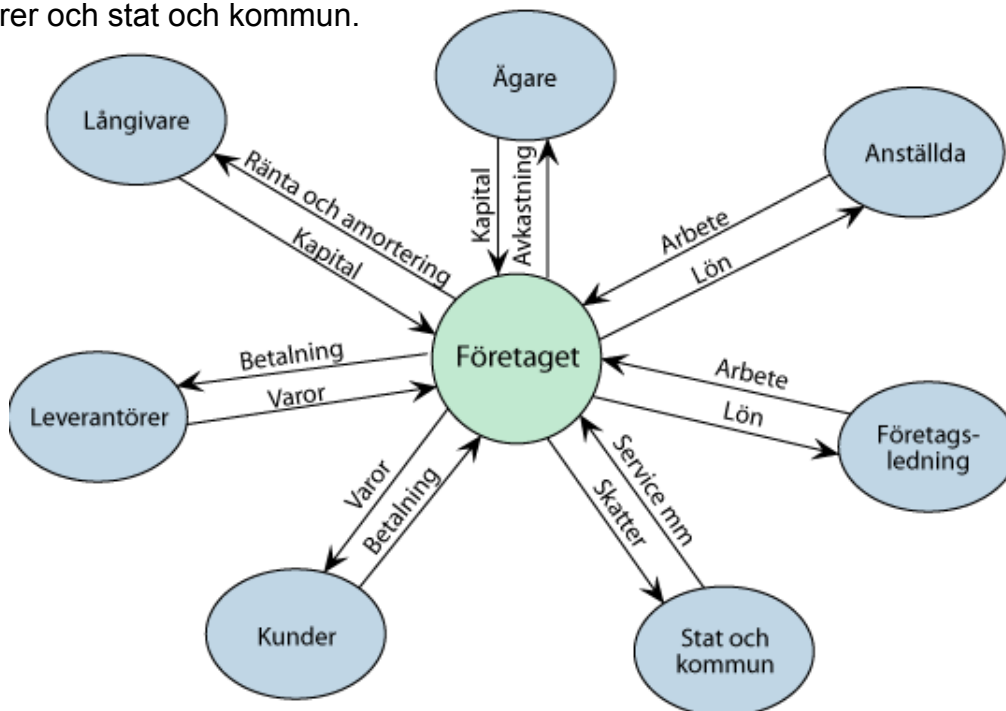 rer och stat och kommun.
Ägare
Långivare
Anställda
Ränta och amortering
Kapital
Kapital
Avkastning
Arbete
Lön
Företaget
Betalning
Varor
Leverantörer
Arbete
Lön
Företags-
ledning
Varor
Betalning
Service mm
Skatter
Kunder
Stat och
kommun